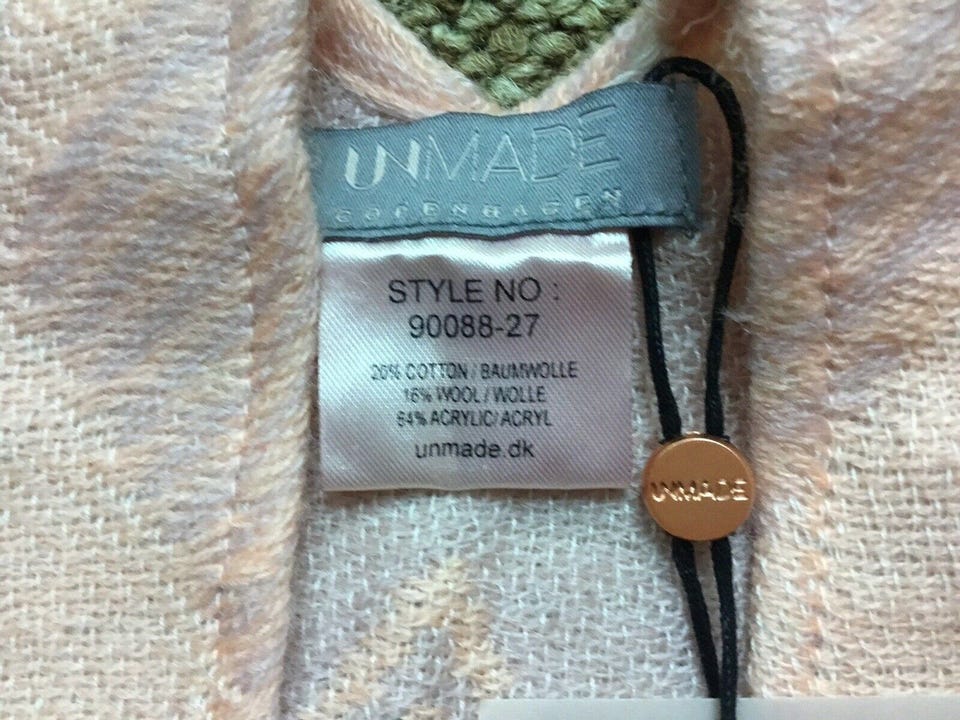 UNMADE
COPENHAGEN
STYLE NO :
90088-27
20% COTTON / BAUMWOLLE
16% WOOL / WOLLE
64% ACRYLIC/ ACRYL
unmade.dk
UNMADE